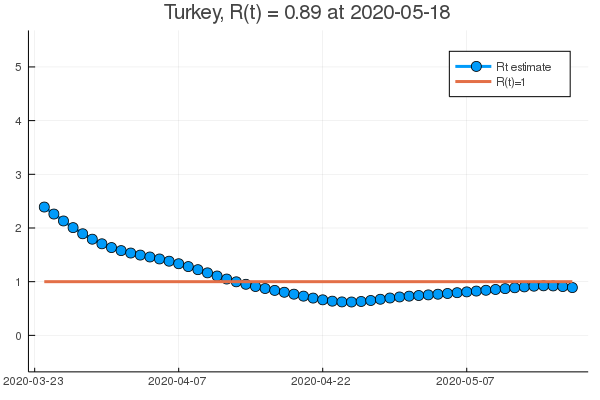 Turkey, R(t) = 0.89 at 2020-05-18
5
4
3
2
1
0
Rt estimate
R(t)=1
2020-03-23 2020-04-07 2020-04-22 2020-05-07